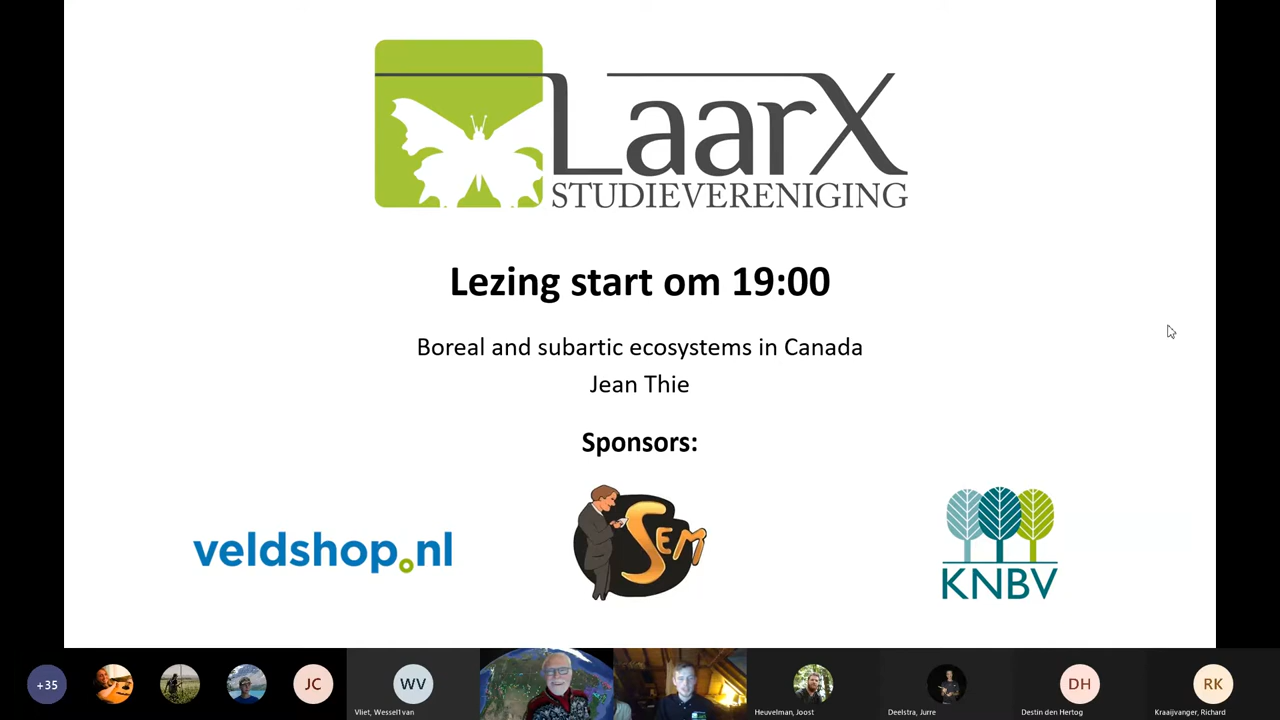 LaarX
STUDIEVERENIGING
Lezing start om 19:00
Boreal and subartic ecosystems in Canada
Jean Thie
Sponsors:
veldshop.nl
SEM
KNBV
+35
JC
WV
DH
RK
Vliet, Wessel1 van
Heuvelman, Joost
Deelstra, Jurre
Destin den Hertog
Kraaijvanger, Richard